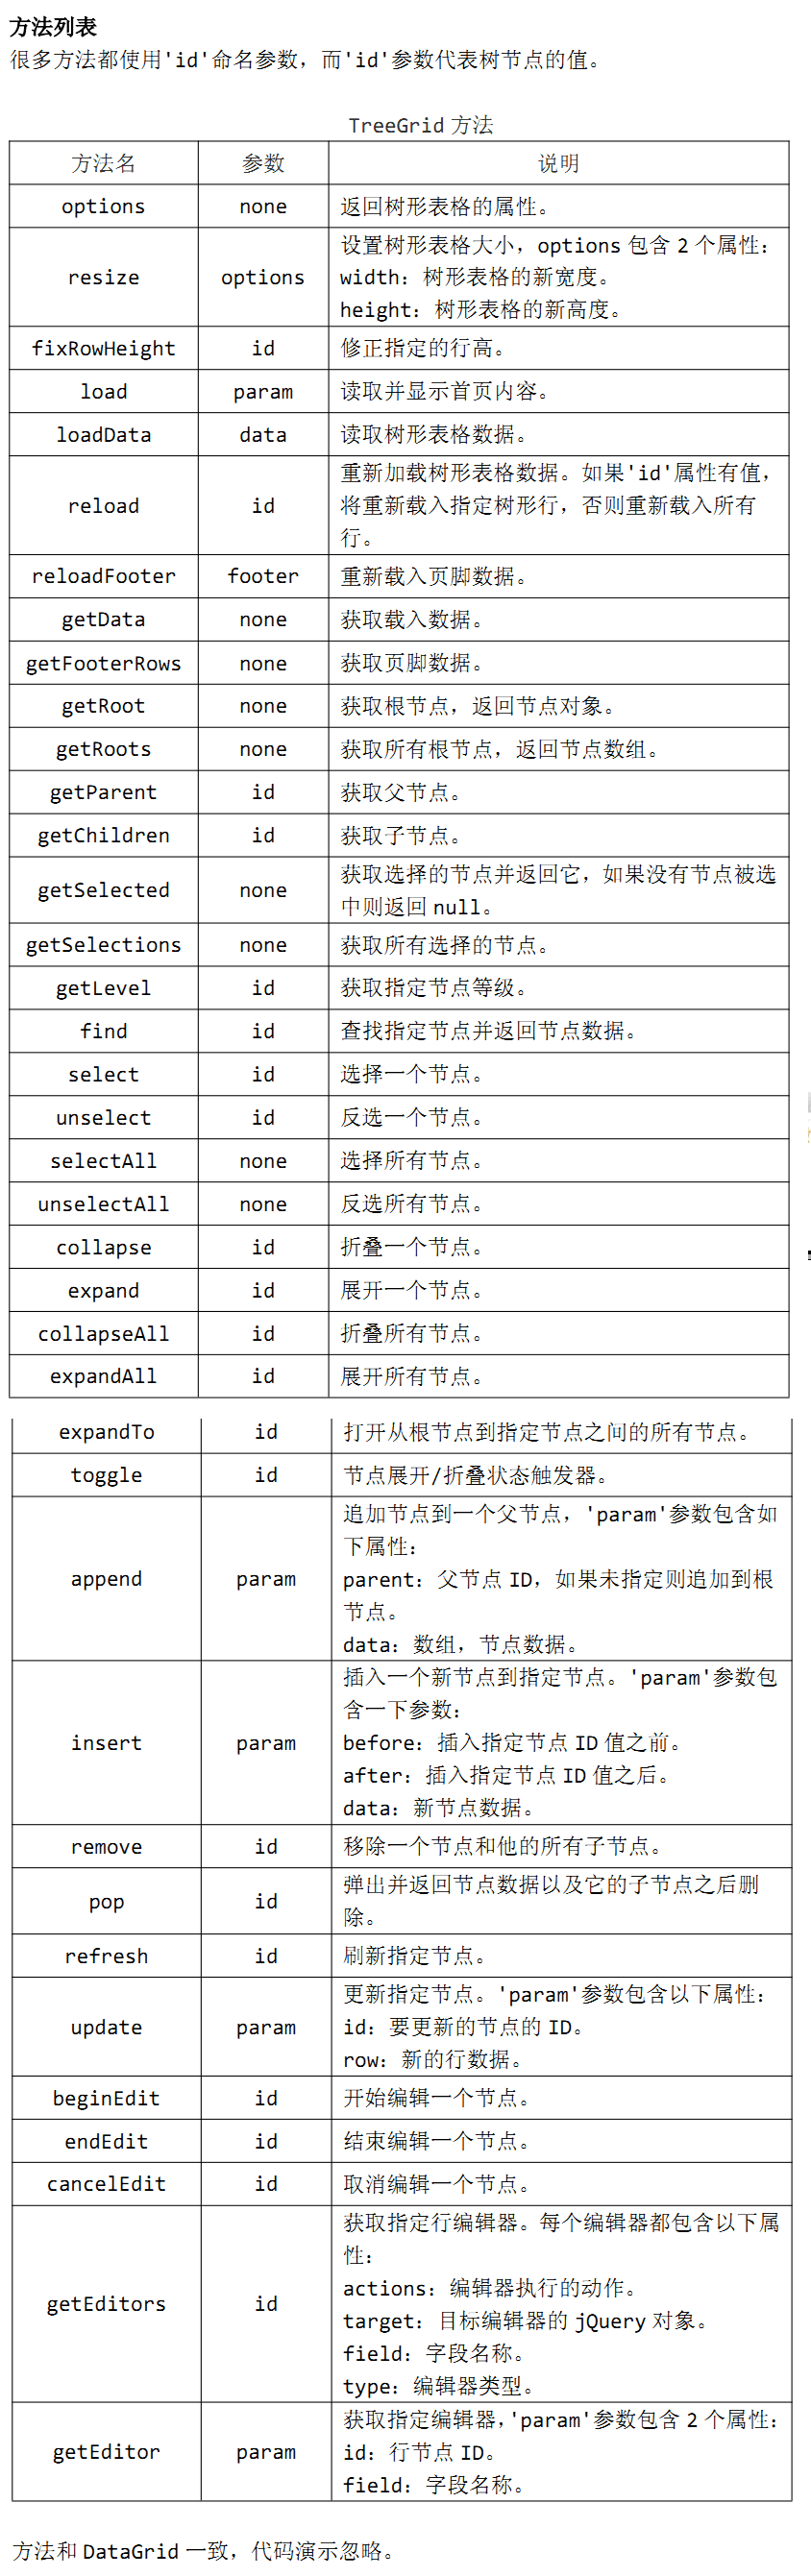 方法列表
很多方法都使用'id'命名参数，而'id'参数代表树节点的值。
TreeGrid 方法
方法名 参数 说明
options none 返回树形表格的属性。
设置树形表格大小，options 包含 2 个属性：
resize options width：树形表格的新宽度。
height：树形表格的新高度。
fixRowHeight id 修正指定的行高。
load param 读取并显示首页内容。
loadData data 读取树形表格数据。
重新加载树形表格数据。如果'id'属性有值，
reload id 将重新载入指定树形行，否则重新载入所有
行。
reloadFooter footer 重新载入页脚数据。
getData none 获取载入数据。
getFooterRows none 获取页脚数据。
getRoot none 获取根节点，返回节点对象。
getRoots none 获取所有根节点，返回节点数组。
getParent id 获取父节点。
getChildren id 获取子节点。
getSelected none 获取选择的节点并返回它，如果没有节点被选
中则返回 null。
getSelections none 获取所有选择的节点。
getLevel id 获取指定节点等级。
find id 查找指定节点并返回节点数据。
select id 选择一个节点。
unselect id 反选一个节点。
selectAll none 选择所有节点。
unselectAll none 反选所有节点。
collapse id 折叠一个节点。
expand id 展开一个节点。
collapseAll id 折叠所有节点。
expandAll id 展开所有节点。
expandTo id 打开从根节点到指定节点之间的所有节点。
toggle id 节点展开/折叠状态触发器。
追加节点到一个父节点，'param'参数包含如
下属性：
append param parent：父节点 ID，如果未指定则追加到根
节点。
data：数组，节点数据。
插入一个新节点到指定节点。'param'参数包
含一下参数：
insert param before：插入指定节点 ID 值之前。
after：插入指定节点 ID 值之后。
data：新节点数据。
remove id 移除一个节点和他的所有子节点。
pop id 弹出并返回节点数据以及它的子节点之后删
除。
refresh id 刷新指定节点。
更新指定节点。'param'参数包含以下属性：
update param id：要更新的节点的 ID。
row：新的行数据。
beginEdit id 开始编辑一个节点。
endEdit id 结束编辑一个节点。
cancelEdit id 取消编辑一个节点。
获取指定行编辑器。每个编辑器都包含以下属
性：
getEditors id actions：编辑器执行的动作。
target：目标编辑器的 jQuery 对象。
field：字段名称。
type：编辑器类型。
获取指定编辑器，'param'参数包含 2 个属性：
getEditor param id：行节点 ID。
field：字段名称。
方法和 DataGrid 一致，代码演示忽略。